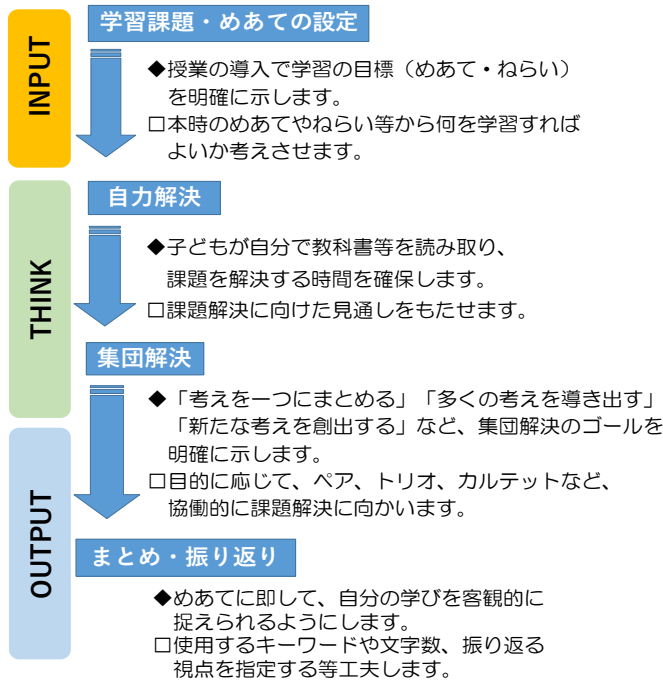 INPUT
学習課題・めあての設定
◆授業の導入で学習の目標（めあて・ねらい）
を明確に示します。
□本時のめあてやねらい等から何を学習すれば
よいか考えさせます。
THINK
自力解決
◆子どもが自分で教科書等を読み取り、
課題を解決する時間を確保します。
□課題解決に向けた見通しをもたせます。
集団解決
◆「考えを一つにまとめる」「多くの考えを導き出す」
「新たな考えを創出する」など、集団解決のゴールを
明確に示します。
□目的に応じて、ペア、トリオ、カルテットなど、
協働的に課題解決に向かいます。
OUTPUT
まとめ・振り返り
◆めあてに即して、自分の学びを客観的に
捉えられるようにします。
□使用するキーワードや文字数、振り返る
視点を指定する等工夫します。